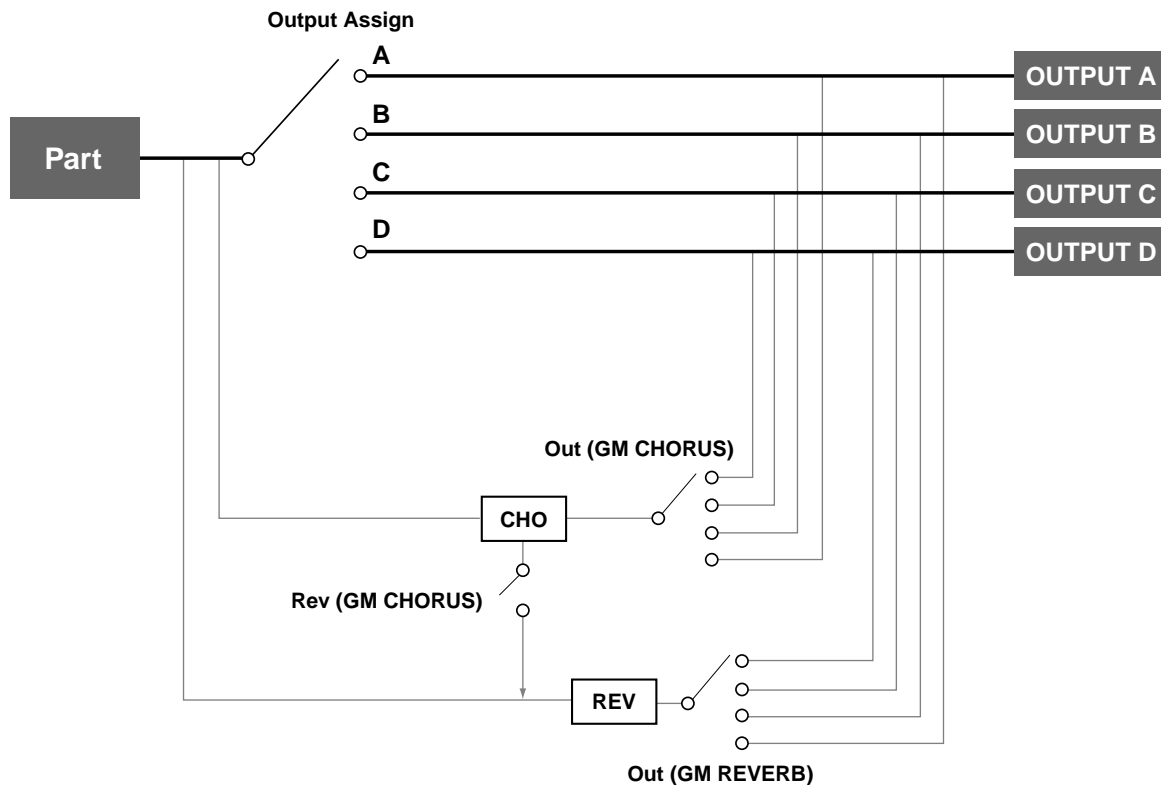 Output Assign
A
OUTPUT A
B
OUTPUT B
Part
C
OUTPUT C
D
OUTPUT D
Out (GM CHORUS)
CHO
Rev (GM CHORUS)
REV
Out (GM REVERB)